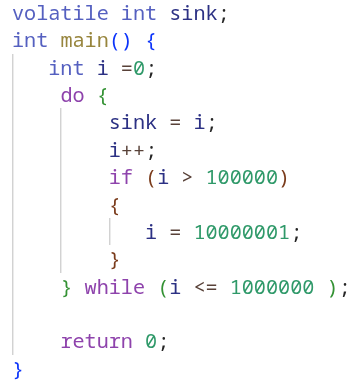 volatile int sink;
int main() {
   int i =0;
    do {
        sink = i;
        i++;
        if (i > 100000)
        {
           i = 10000001;
        }
    } while (i <= 1000000 );

    return 0;
}